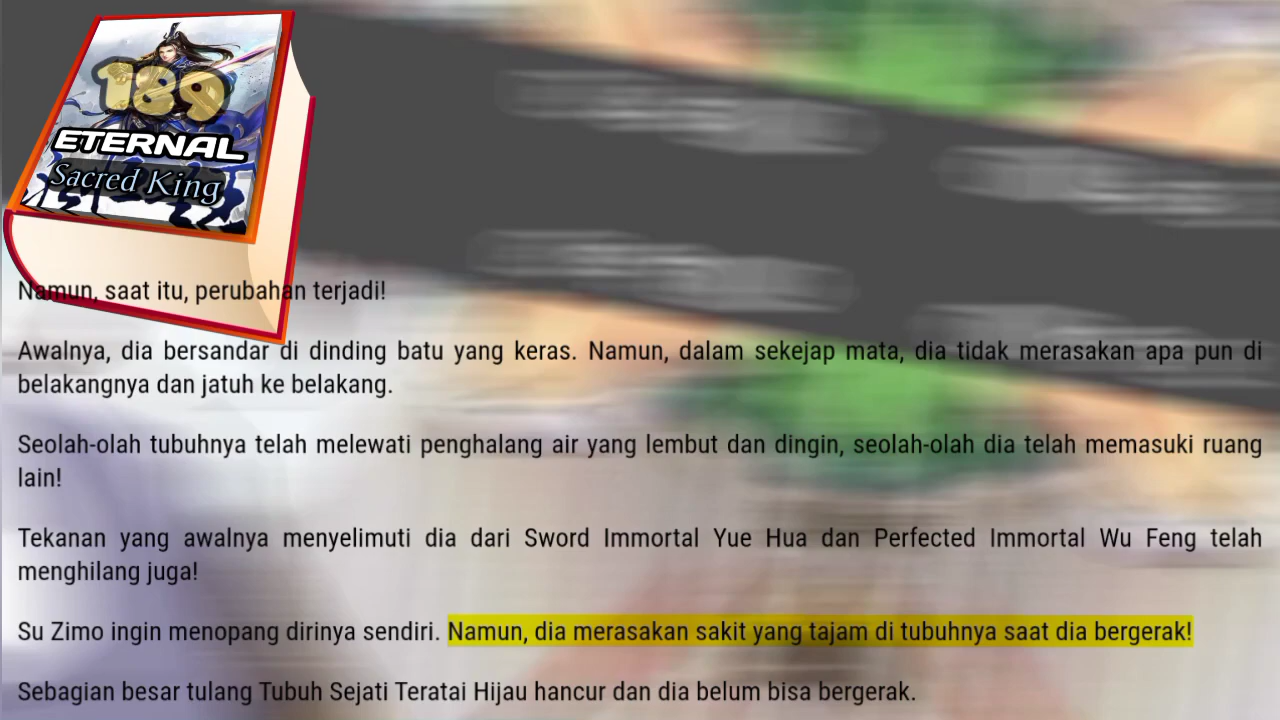 189
ETERNAL
Sacred King
Namun, saat itu, perubahan terjadi!
Awalnya, dia bersandar di dinding batu yang keras. Namun, dalam sekejap mata, dia tidak merasakan apa pun di
belakangnya dan jatuh ke belakang.
Seolah-olah tubuhnya telah melewati penghalang air yang lembut dan dingin, seolah-olah dia telah memasuki ruang
lain!
Tekanan yang awalnya menyelimuti dia dari Sword Immortal Yue Hua dan Perfected Immortal Wu Feng telah
menghilang juga!
Su Zimo ingin menopang dirinya sendiri. Namun, dia merasakan sakit yang tajam di tubuhnya saat dia bergerak!
Sebagian besar tulang Tubuh Sejati Teratai Hijau hancur dan dia belum bisa bergerak.